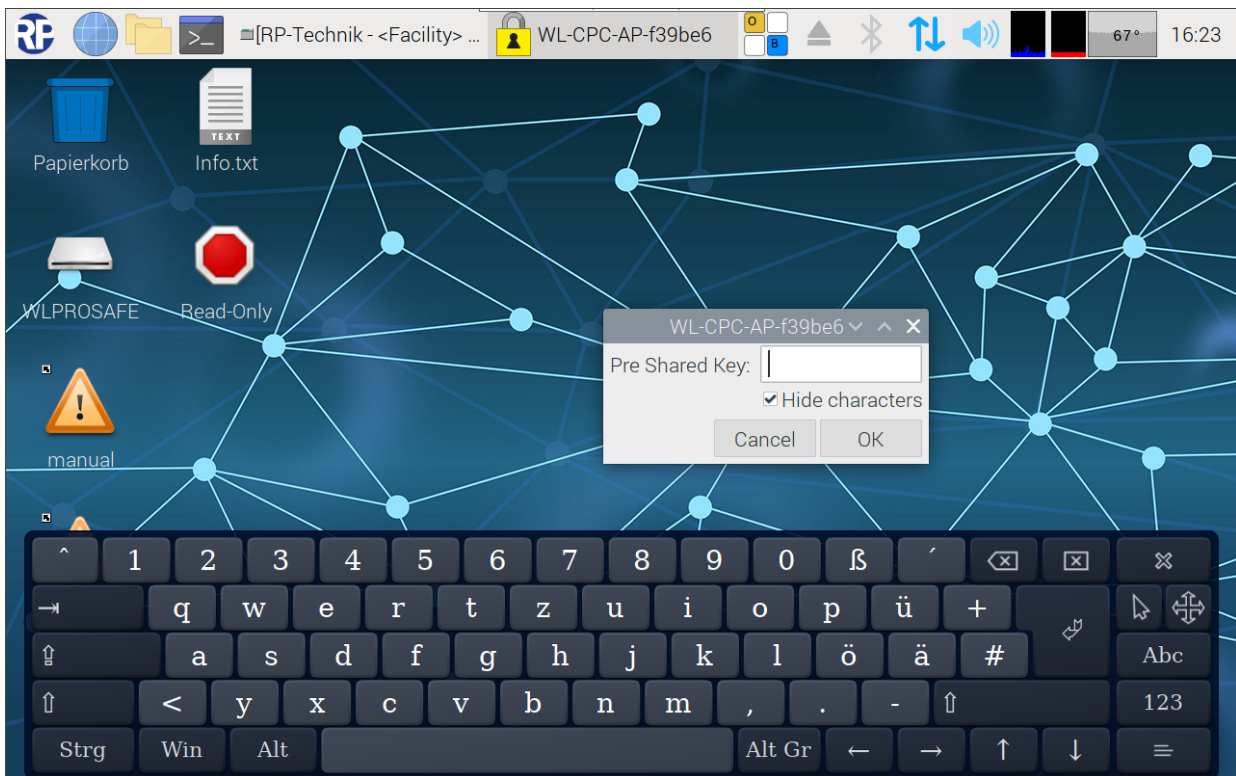 RP
>_
[RP-Technik - <Facility> ...
WL-CPC-AP-f39be6
O
B
67°
16:23
Papierkorb
TEXT
Info.txt
WLPROSAFE
Read-Only
manual
WL-CPC-AP-f39be6
Pre Shared Key:
Hide characters
Cancel OK
^ 1 2 3 4 5 6 7 8 9 0 ß ´
q w e r t z u i o p ü +
a s d f g h j k l ö ä # Abc
< y x c v b n m , . - 123
Strg Win Alt Alt Gr ← → ↑ ↓